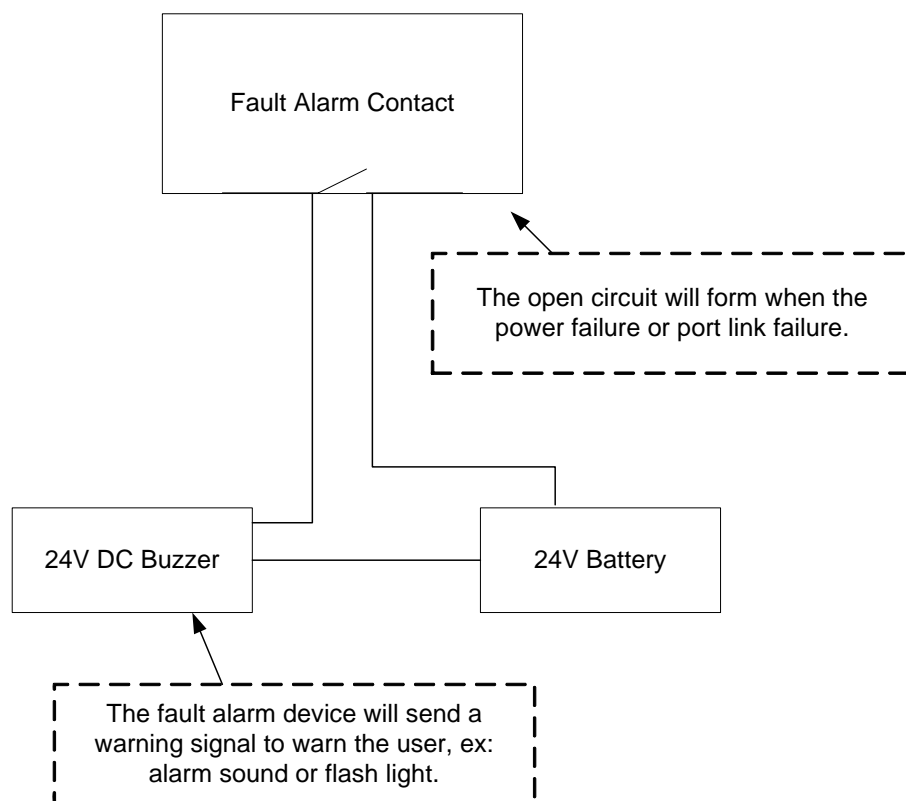 Fault Alarm Contact
The open circuit will form when the
power failure or port link failure.
24V DC Buzzer
24V Battery
The fault alarm device will send a
warning signal to warn the user, ex:
alarm sound or flash light.